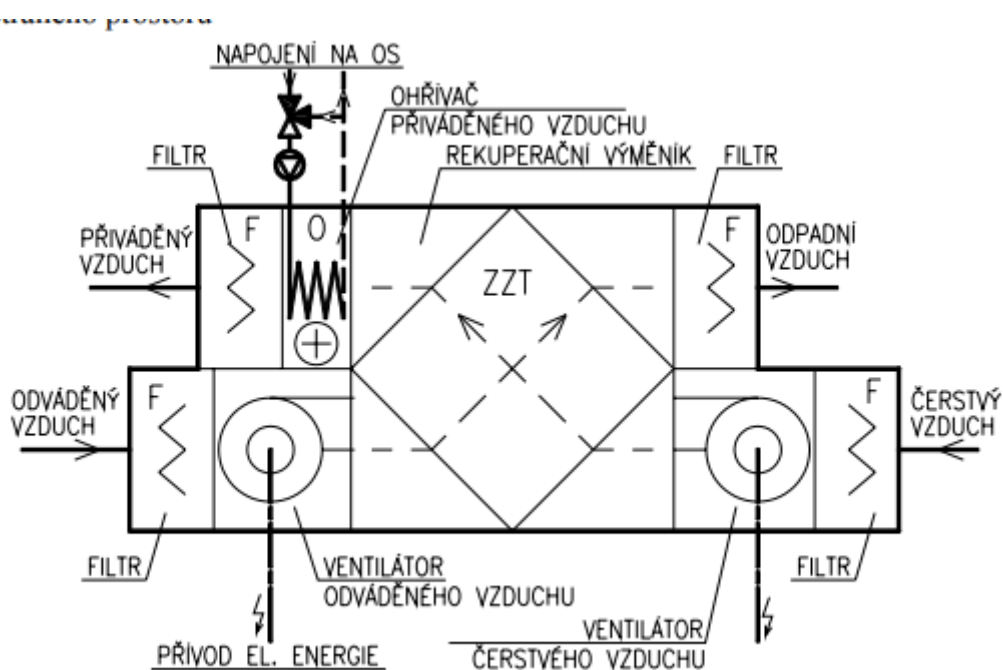 NAPOJENÍ NA OS
OHŘÍVAČ
PŘIVÁDĚNÉHO VZDUCHU
FILTR
REKUPERAČNÍ VÝMĚNÍK
FILTR
F
O
F
PŘIVÁDĚNÝ
VZDUCH
ZZT
ODPADNÍ
VZDUCH
ODVÁDĚNÝ
VZDUCH
F
F
ČERSTVÝ
VZDUCH
FILTR
VENTILÁTOR
ODVÁDĚNÉHO VZDUCHU
FILTR
VENTILÁTOR
ČERSTVÉHO VZDUCHU
PŘÍVOD EL. ENERGIE